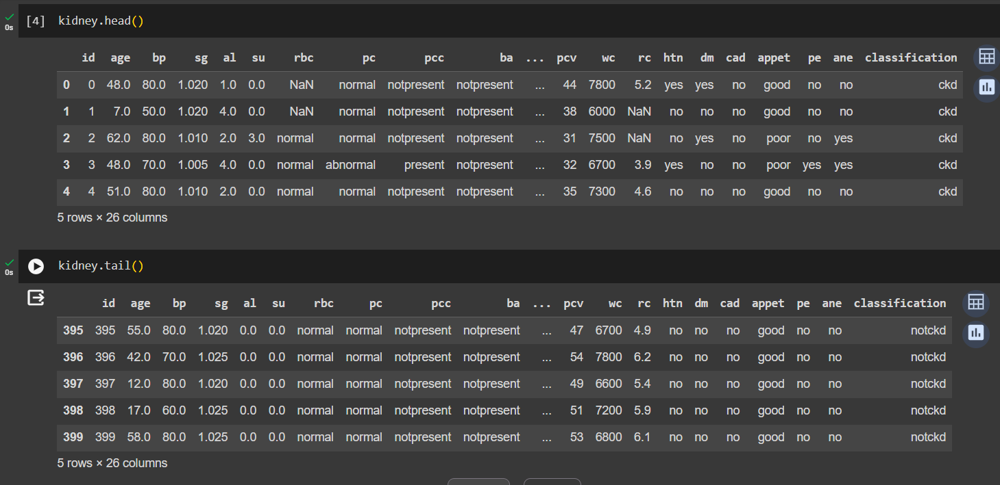 [4] kidney.head()
0s
id age bp sg al su rbc pc pcc ba ... pcv wc rc htn dm cad appet pe ane classification
0 0 48.0 80.0 1.020 1.0 0.0 NaN normal notpresent notpresent ... 44 7800 5.2 yes yes no good no no ckd
1 1 7.0 50.0 1.020 4.0 0.0 NaN normal notpresent notpresent ... 38 6000 NaN no no no good no no ckd
2 2 62.0 80.0 1.010 2.0 3.0 normal normal notpresent notpresent ... 31 7500 NaN no yes no poor no yes ckd
3 3 48.0 70.0 1.005 4.0 0.0 normal abnormal present notpresent ... 32 6700 3.9 yes no no poor yes yes ckd
4 4 51.0 80.0 1.010 2.0 0.0 normal normal notpresent notpresent ... 35 7300 4.6 no no no good no no ckd
5 rows × 26 columns
kidney.tail()
0s
id age bp sg al su rbc pc pcc ba ... pcv wc rc htn dm cad appet pe ane classification
395 395 55.0 80.0 1.020 0.0 0.0 normal normal notpresent notpresent ... 47 6700 4.9 no no no good no no notckd
396 396 42.0 70.0 1.025 0.0 0.0 normal normal notpresent notpresent ... 54 7800 6.2 no no no good no no notckd
397 397 12.0 80.0 1.020 0.0 0.0 normal normal notpresent notpresent ... 49 6600 5.4 no no no good no no notckd
398 398 17.0 60.0 1.025 0.0 0.0 normal normal notpresent notpresent ... 51 7200 5.9 no no no good no no notckd
399 399 58.0 80.0 1.025 0.0 0.0 normal normal notpresent notpresent ... 53 6800 6.1 no no no good no no notckd
5 rows × 26 columns